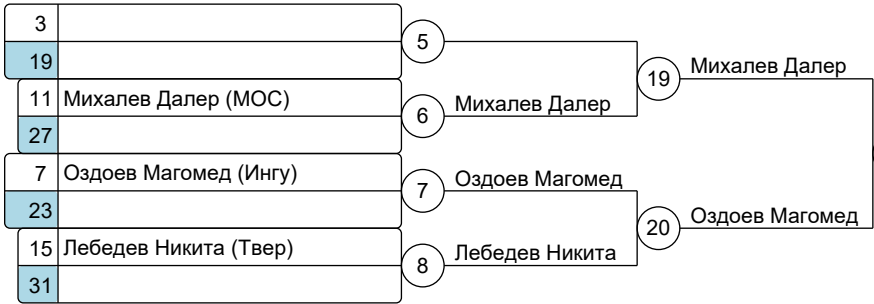 3
5
19
19
Михалев Далер
11 Михалев Далер (МОС)
6
Михалев Далер
27
7 Оздоев Магомед (Ингу)
7
Оздоев Магомед
23
20
Оздоев Магомед
15 Лебедев Никита (Твер)
8
Лебедев Никита
31